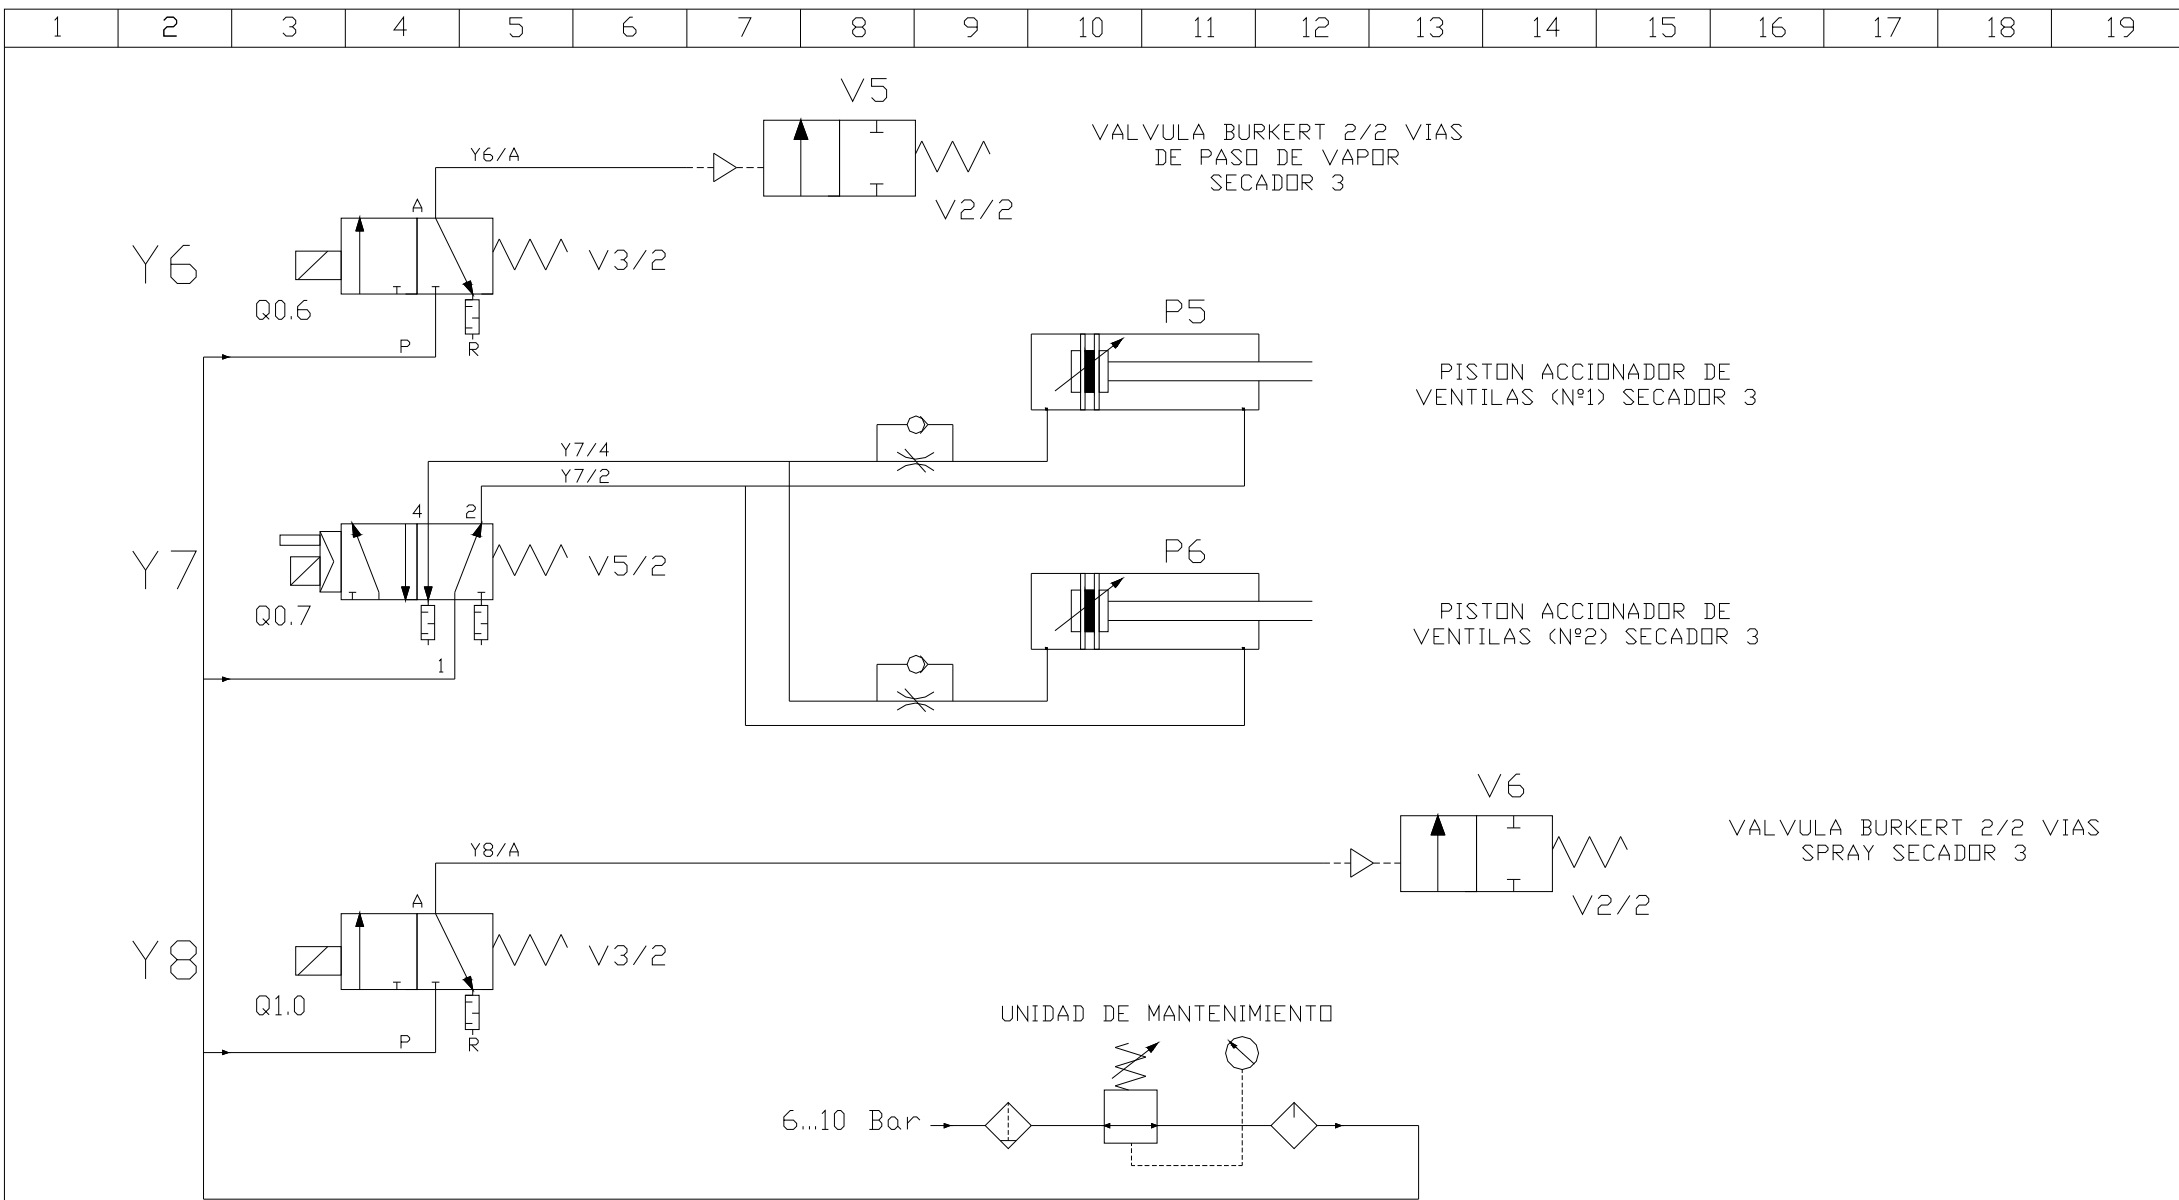 1 2 3 4 5 6 7 8 9 10 11 12 13 14 15 16 17 18 19
V5
VALVULA BURKERT 2/2 VIAS
DE PASO DE VAPOR
SECADOR 3
V2/2
Y6/A
A
Y6
V3/2
Q0.6
P
R
P5
PISTON ACCIONADOR DE
VENTILAS (Nº1) SECADOR 3
Y7/4
Y7/2
4
2
Y7
V5/2
Q0.7
1
P6
PISTON ACCIONADOR DE
VENTILAS (Nº2) SECADOR 3
V6
VALVULA BURKERT 2/2 VIAS
SPRAY SECADOR 3
V2/2
Y8/A
A
Y8
V3/2
Q1.0
P
R
UNIDAD DE MANTENIMIENTO
6...10 Bar